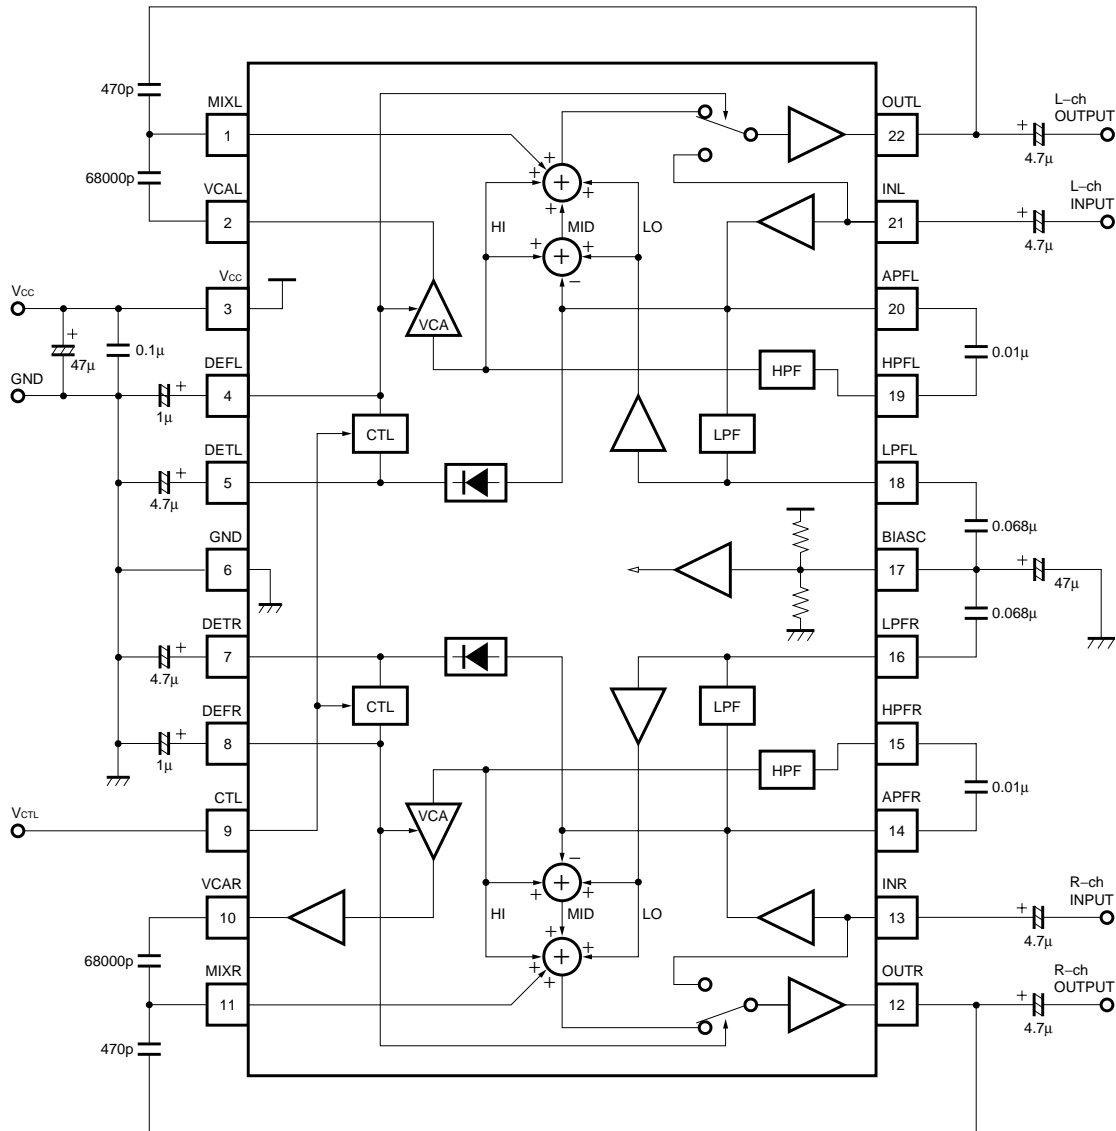 470p
MIXL
1
68000p
VCAL
2
VCC
VCC
3
+
47μ
0.1μ
GND
DEFL
4
+
1μ
DETL
5
+
4.7μ
GND
6
DETR
7
+
4.7μ
DEFR
8
+
1μ
VCTL
CTL
9
VCAR
10
68000p
MIXR
11
470p
+
+
+
+
+
HI
MID
LO
+
+
+
−
VCA
HPF
CTL
LPF
CTL
LPF
HPF
VCA
−
+
+
+
HI
MID
LO
+
+
+
+
+
OUTL
22
+
4.7μ
L–ch
OUTPUT
INL
21
+
4.7μ
L–ch
INPUT
APFL
20
0.01μ
HPFL
19
LPFL
18
0.068μ
BIASC
17
+
47μ
0.068μ
LPFR
16
HPFR
15
0.01μ
APFR
14
INR
13
+
4.7μ
R–ch
INPUT
OUTR
12
+
4.7μ
R–ch
OUTPUT